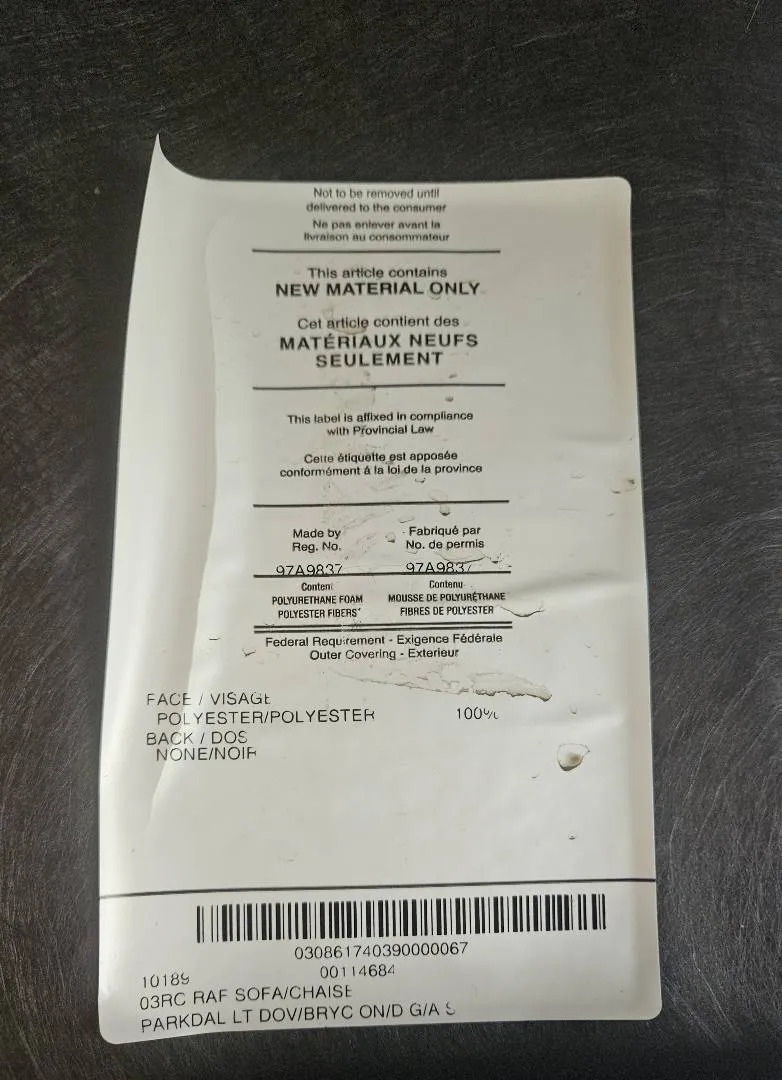 Not to be removed until
delivered to the consumer
Ne pas enlever avant la
livraison au consommateur
This article contains
NEW MATERIAL ONLY
Cet article contient des
MATÉRIAUX NEUFS
SEULEMENT
This label is affixed in compliance
with Provincial Law
Cette étiquette est apposée
conformément á la loi de la province
Made by
Reg. No.
97A9837
Fabriqué par
No. de permis
97A9837
Content
POLYURETHANE FOAM
POLYESTER FIBERS
Contenu
MOUSSE DE POLYURÉTHANE
FIBRES DE POLYESTER
Federal Requirement - Exigence Fédérale
Outer Covering - Exterieur
FACE / VISAGE
POLYESTER/POLYESTER 100%
BACK / DOS
NONE/NOIR
030861740390000067
00114684
10189
03RC RAF SOFA/CHAISE
PARKDAL LT DOV/BRYC ON/D G/A S